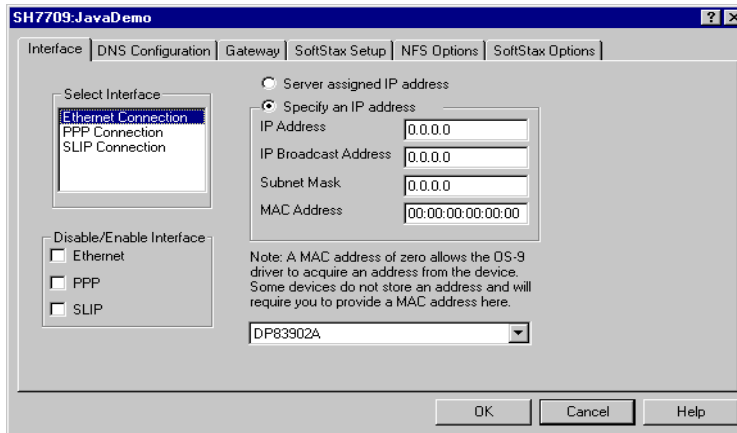 SH7709:JavaDemo
Interface
DNS Configuration
Gateway
SoftStax Setup
NFS Options
SoftStax Options
Select Interface
Ethernet Connection
PPP Connection
SLIP Connection
Disable/Enable Interface
Ethernet
PPP
SLIP
Server assigned IP address
Specify an IP address
IP Address
0.0.0.0
IP Broadcast Address
0.0.0.0
Subnet Mask
0.0.0.0
MAC Address
00:00:00:00:00:00
Note: A MAC address of zero allows the OS-9
driver to acquire an address from the device.
Some devices do not store an address and will
require you to provide a MAC address here.
DP83902A
OK
Cancel
Help